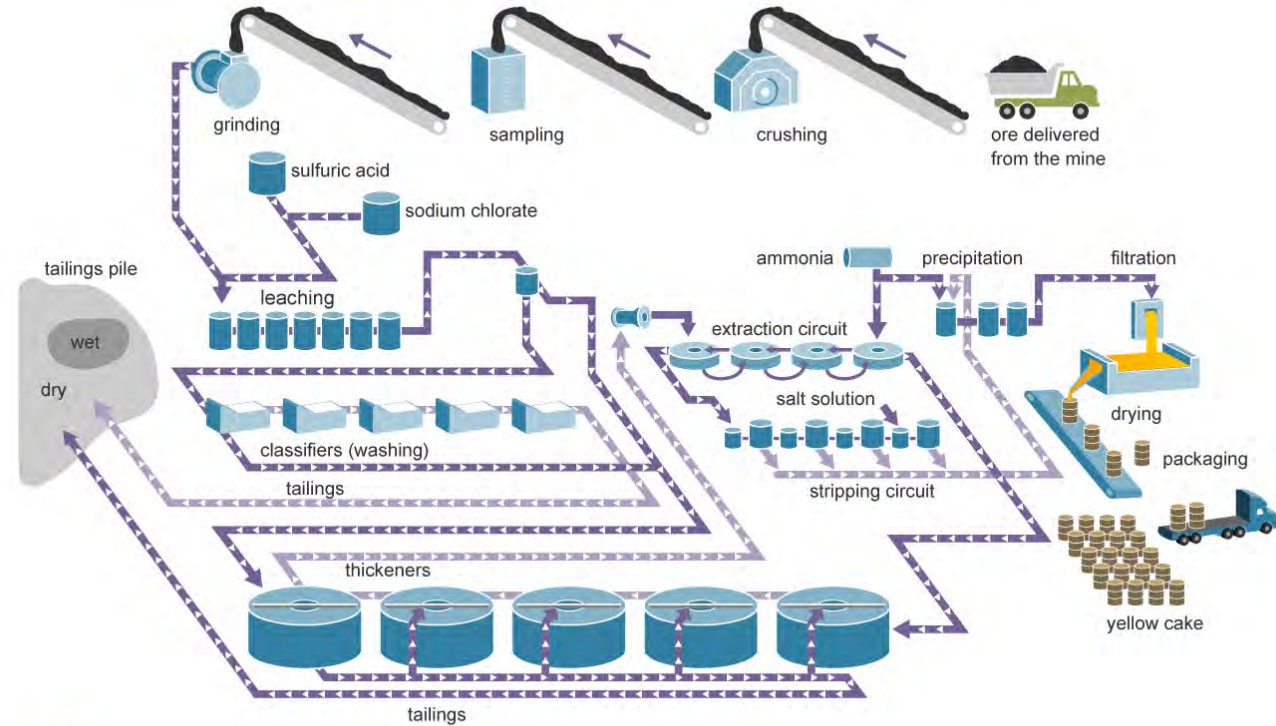 grinding
sampling
crushing
ore delivered
from the mine
sulfuric acid
sodium chlorate
tailings pile
wet
dry
leaching
ammonia
precipitation
filtration
extraction circuit
salt solution
drying
classifiers (washing)
packaging
tailings
stripping circuit
thickeners
yellow cake
tailings